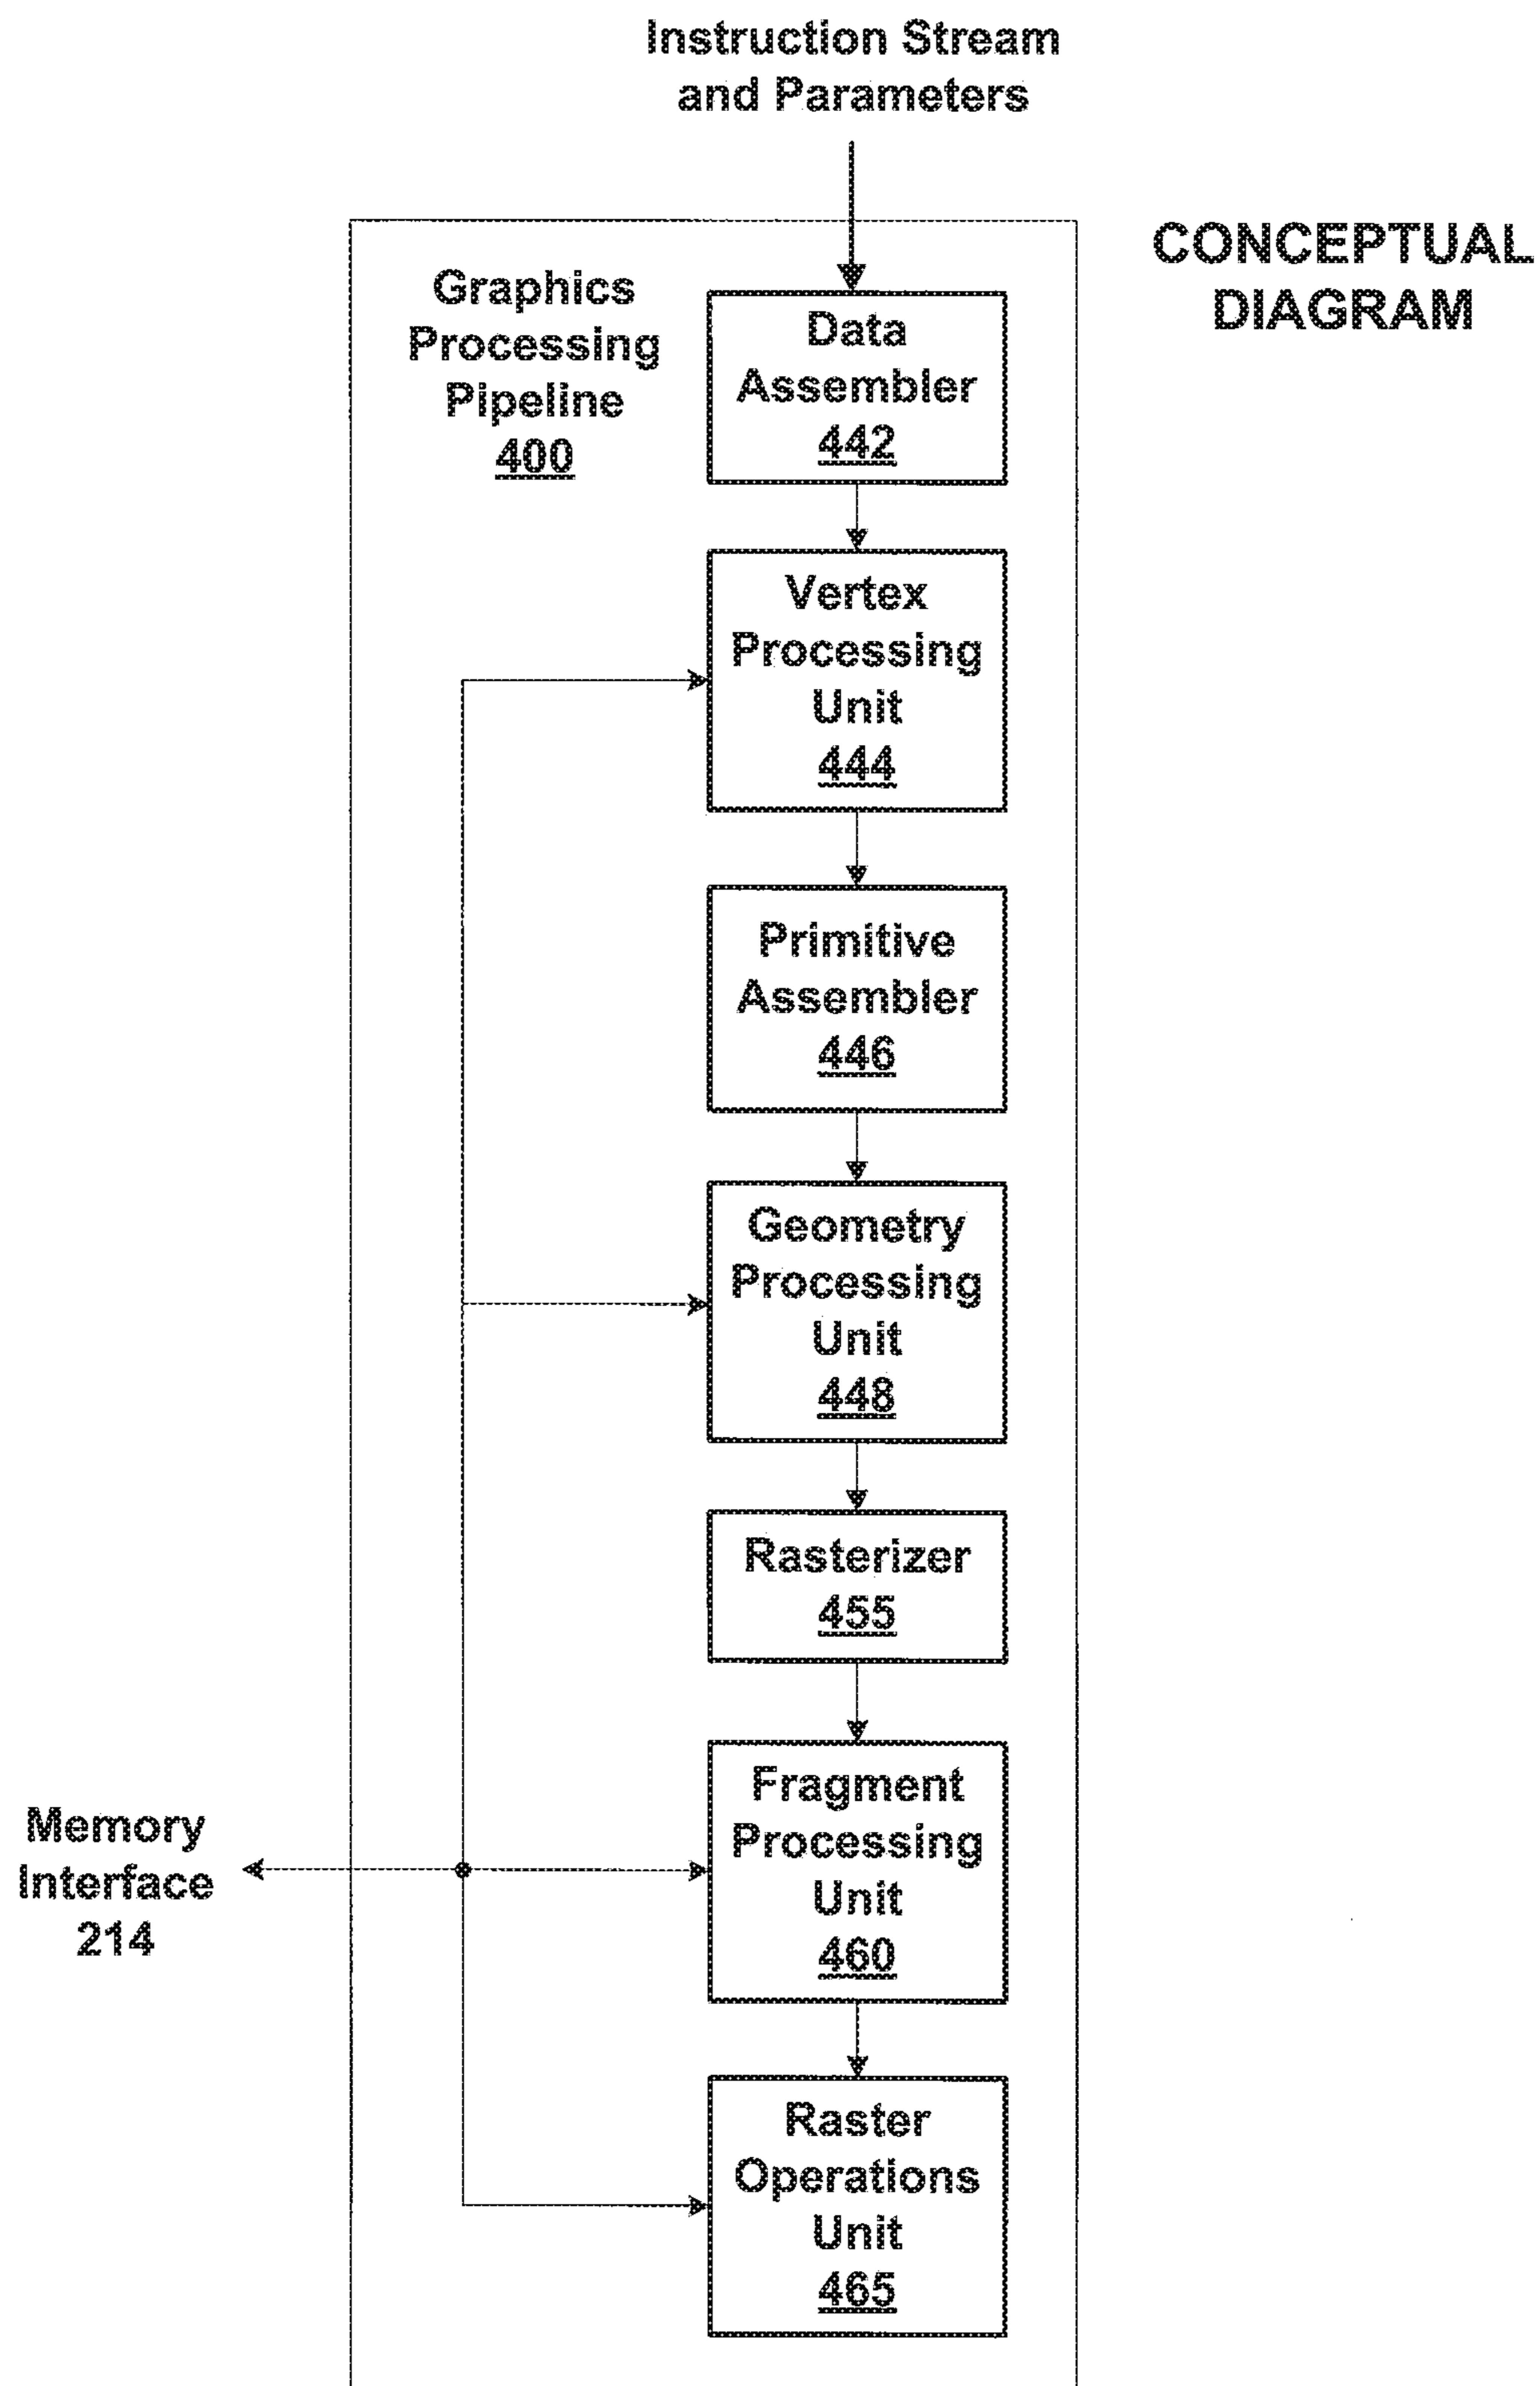 Instruction Stream
and Parameters
CONCEPTUAL
DIAGRAM
Graphics
Processing
Pipeline
400
Data
Assembler
442
Vertex
Processing
Unit
444
Primitive
Assembler
446
Geometry
Processing
Unit
448
Rasterizer
455
Fragment
Processing
Unit
460
Memory
Interface
214
Raster
Operations
Unit
465